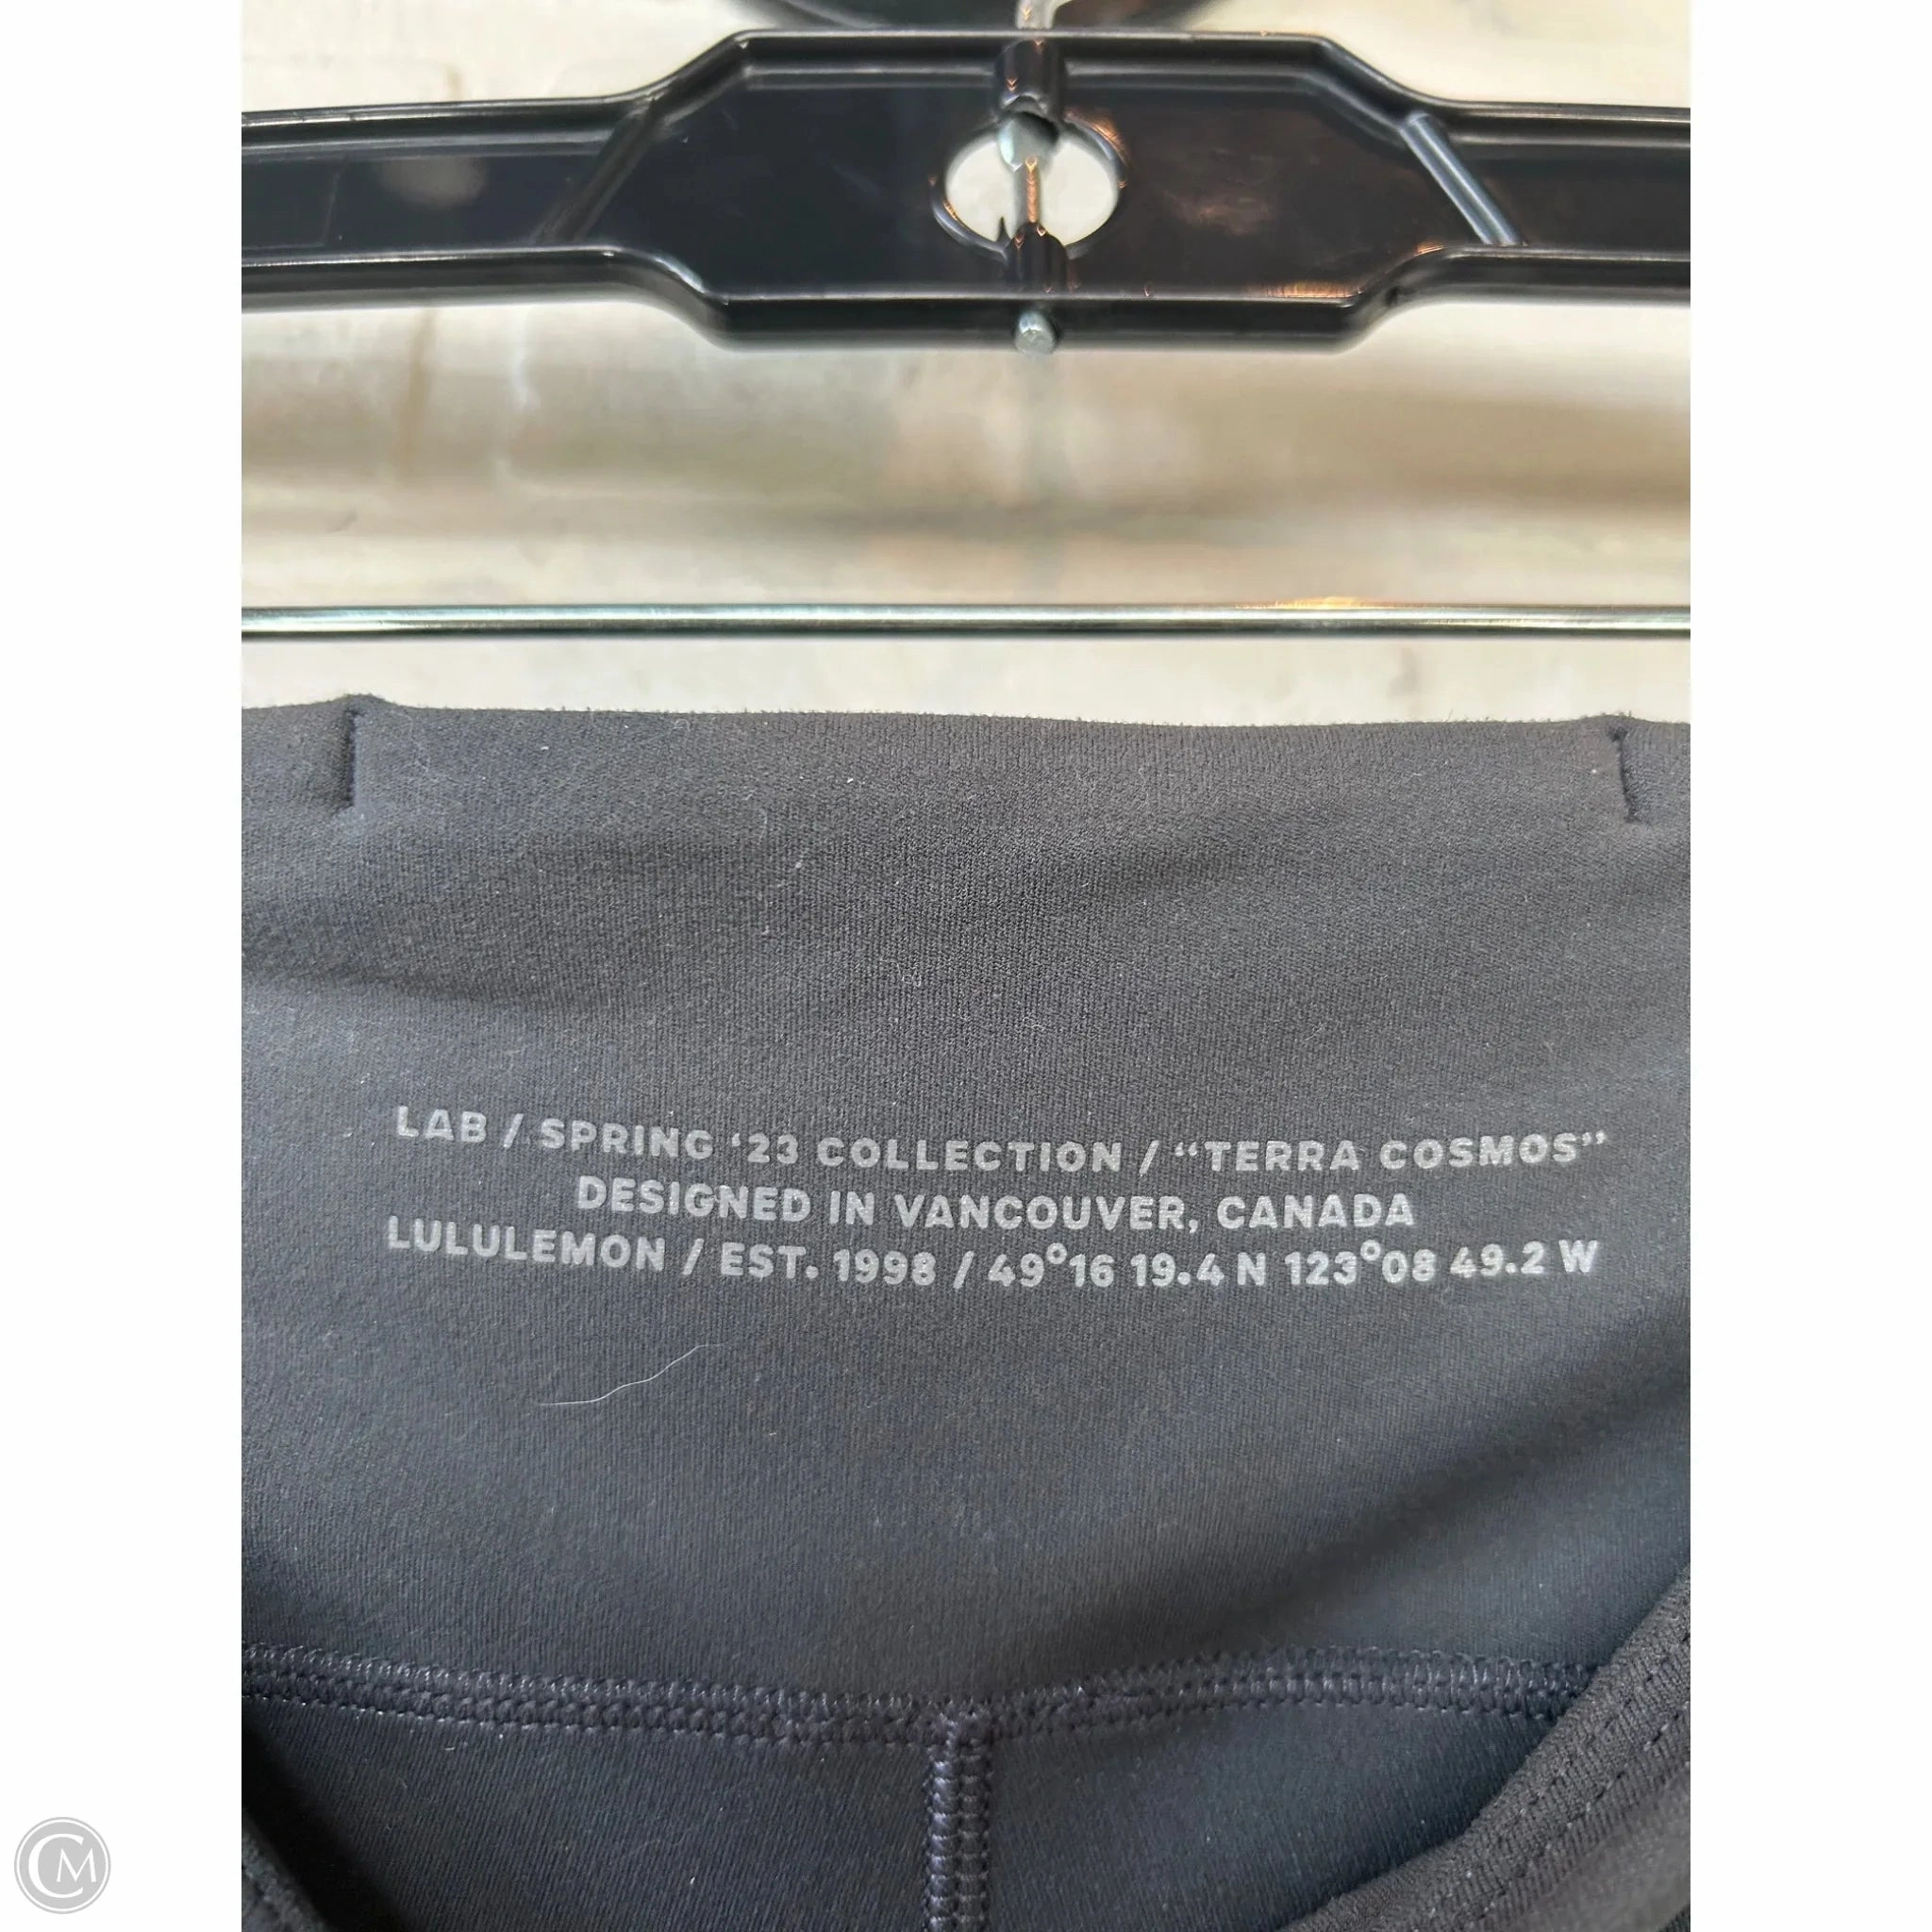 LAB / SPRING ‘23 COLLECTION / “TERRA COSMOS”
DESIGNED IN VANCOUVER, CANADA
LULULEMON / EST. 1998 / 49°16 19.4 N 123°08 49.2 W
CM